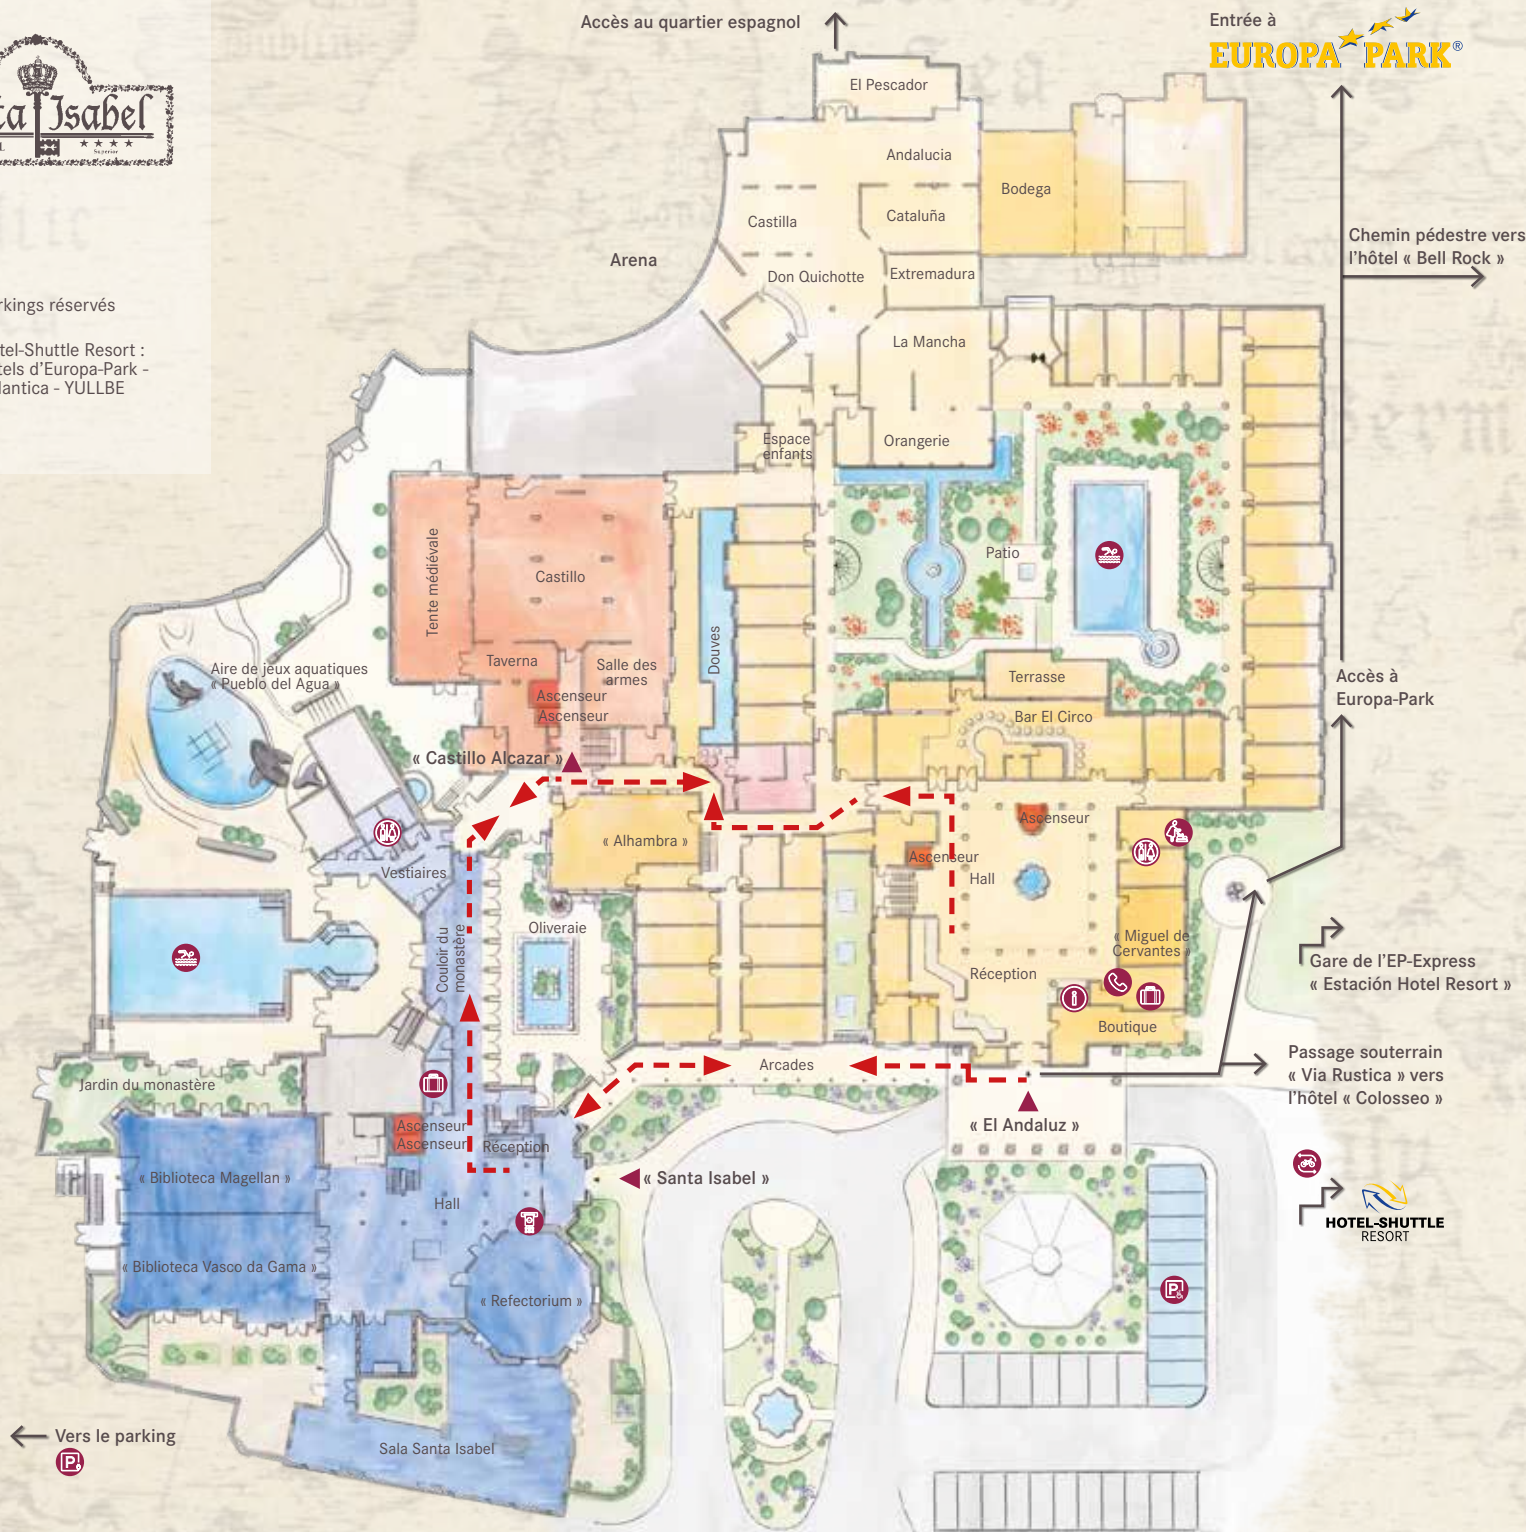 Accès au quartier espagnol
Entrée à
EUROPA PARK®
Isabel
Superior
El Pescador
Andalucia
Bodega
Castilla
Cataluña
Chemin pédestre vers
l’hôtel « Bell Rock »
Arena
Don Quichotte
Extremadura
rkings réservés
La Mancha
tel-Shuttle Resort :
tels d’Europa-Park -
lantica - YULLBE
Espace
enfants
Orangerie
Tente médiévale
Castillo
Patio
Douves
Taverna
Salle des
armes
Aire de jeux aquatiques
« Pueblo del Agua »
Terrasse
Accès à
Europa-Park
Ascenseur
Ascenseur
Bar El Circo
« Castillo Alcazar »
Ascenseur
« Alhambra »
Ascenseur
Vestiaires
Hall
Oliveraie
Couloir du
monastère
« Miguel de
Cervantes »
Réception
Gare de l’EP-Express
« Estación Hotel Resort »
Boutique
Arcades
Passage souterrain
« Via Rustica » vers
l’hôtel « Colosseo »
Jardin du monastère
Ascenseur
Ascenseur
Réception
« El Andaluz »
« Biblioteca Magellan »
« Santa Isabel »
Hall
HOTEL-SHUTTLE
RESORT
« Biblioteca Vasco da Gama »
« Refectorium »
Vers le parking
P
Sala Santa Isabel
P